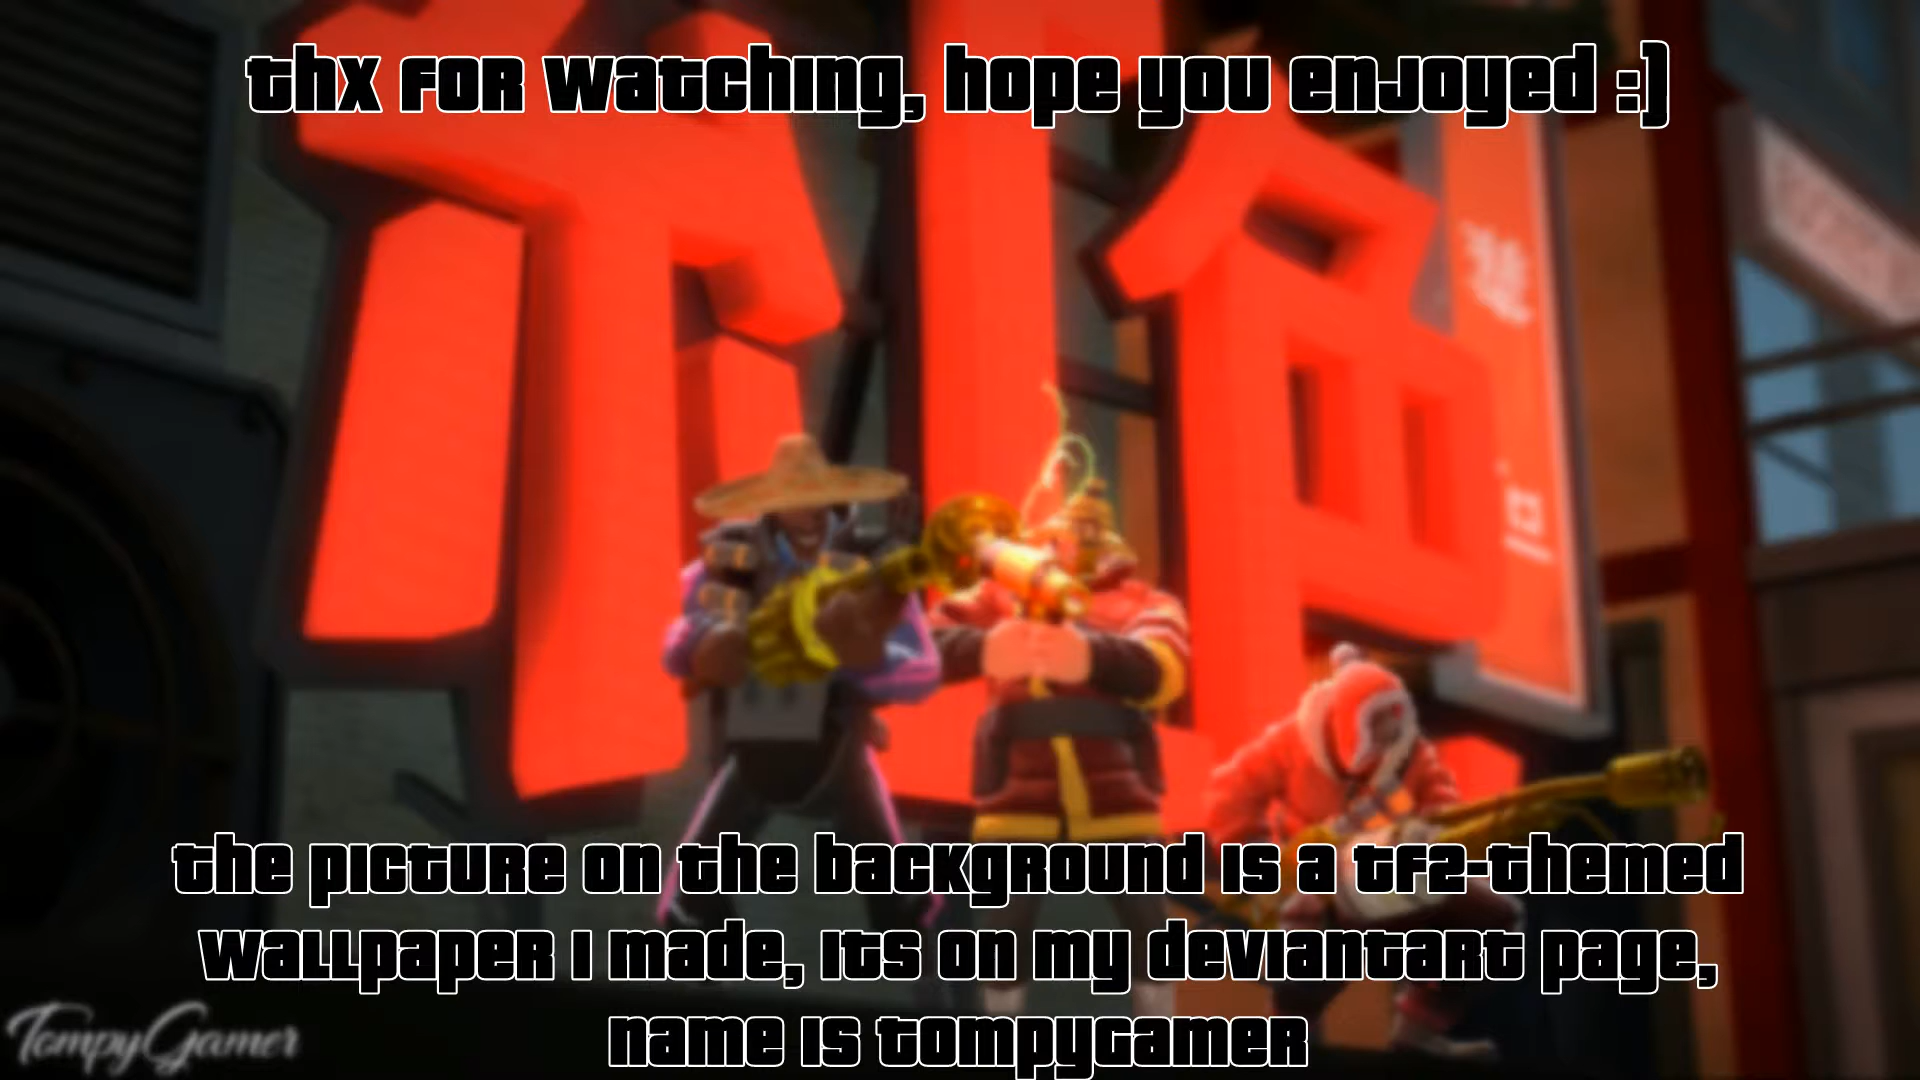 thx for watching, hope you enjoyed :)
the picture on the background is a tf2-themed
wallpaper i made, its on my deviantart page,
name is tompygamer
TompyGamer